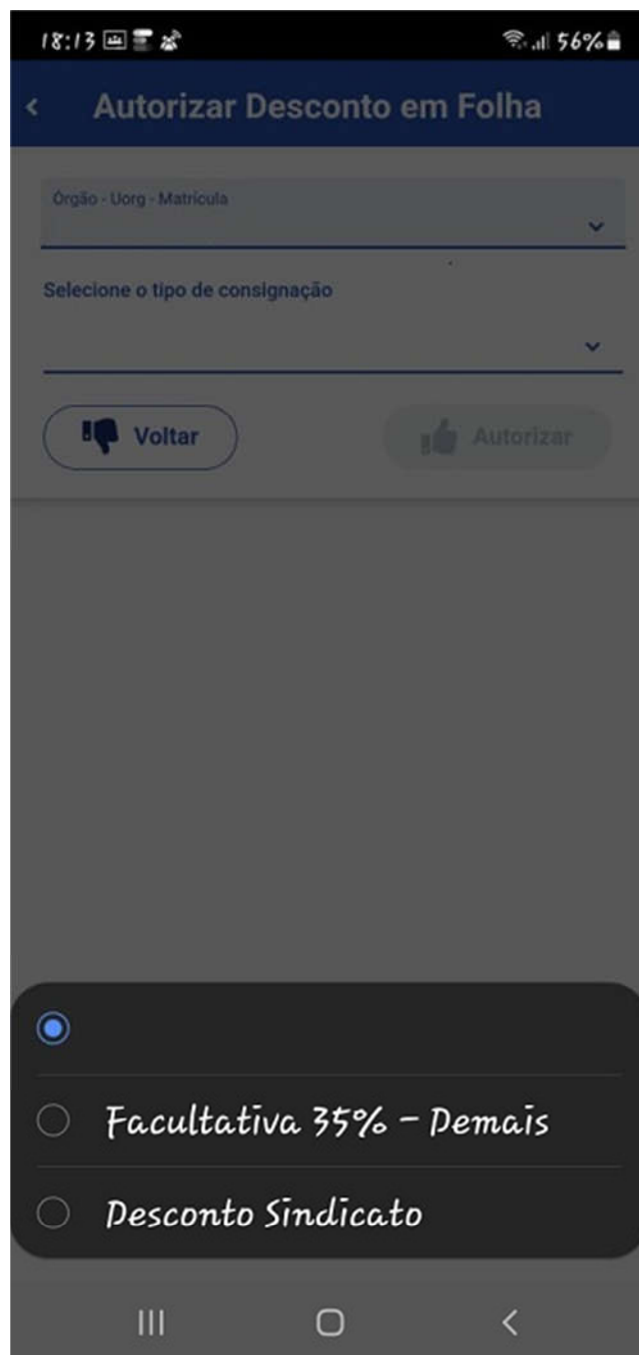 18:13
56%
Autorizar Desconto em Folha
Órgão - Uorg - Matrícula
Selecione o tipo de consignação
Voltar
Autorizar
Facultativa 35% - Demais
Desconto Sindicato